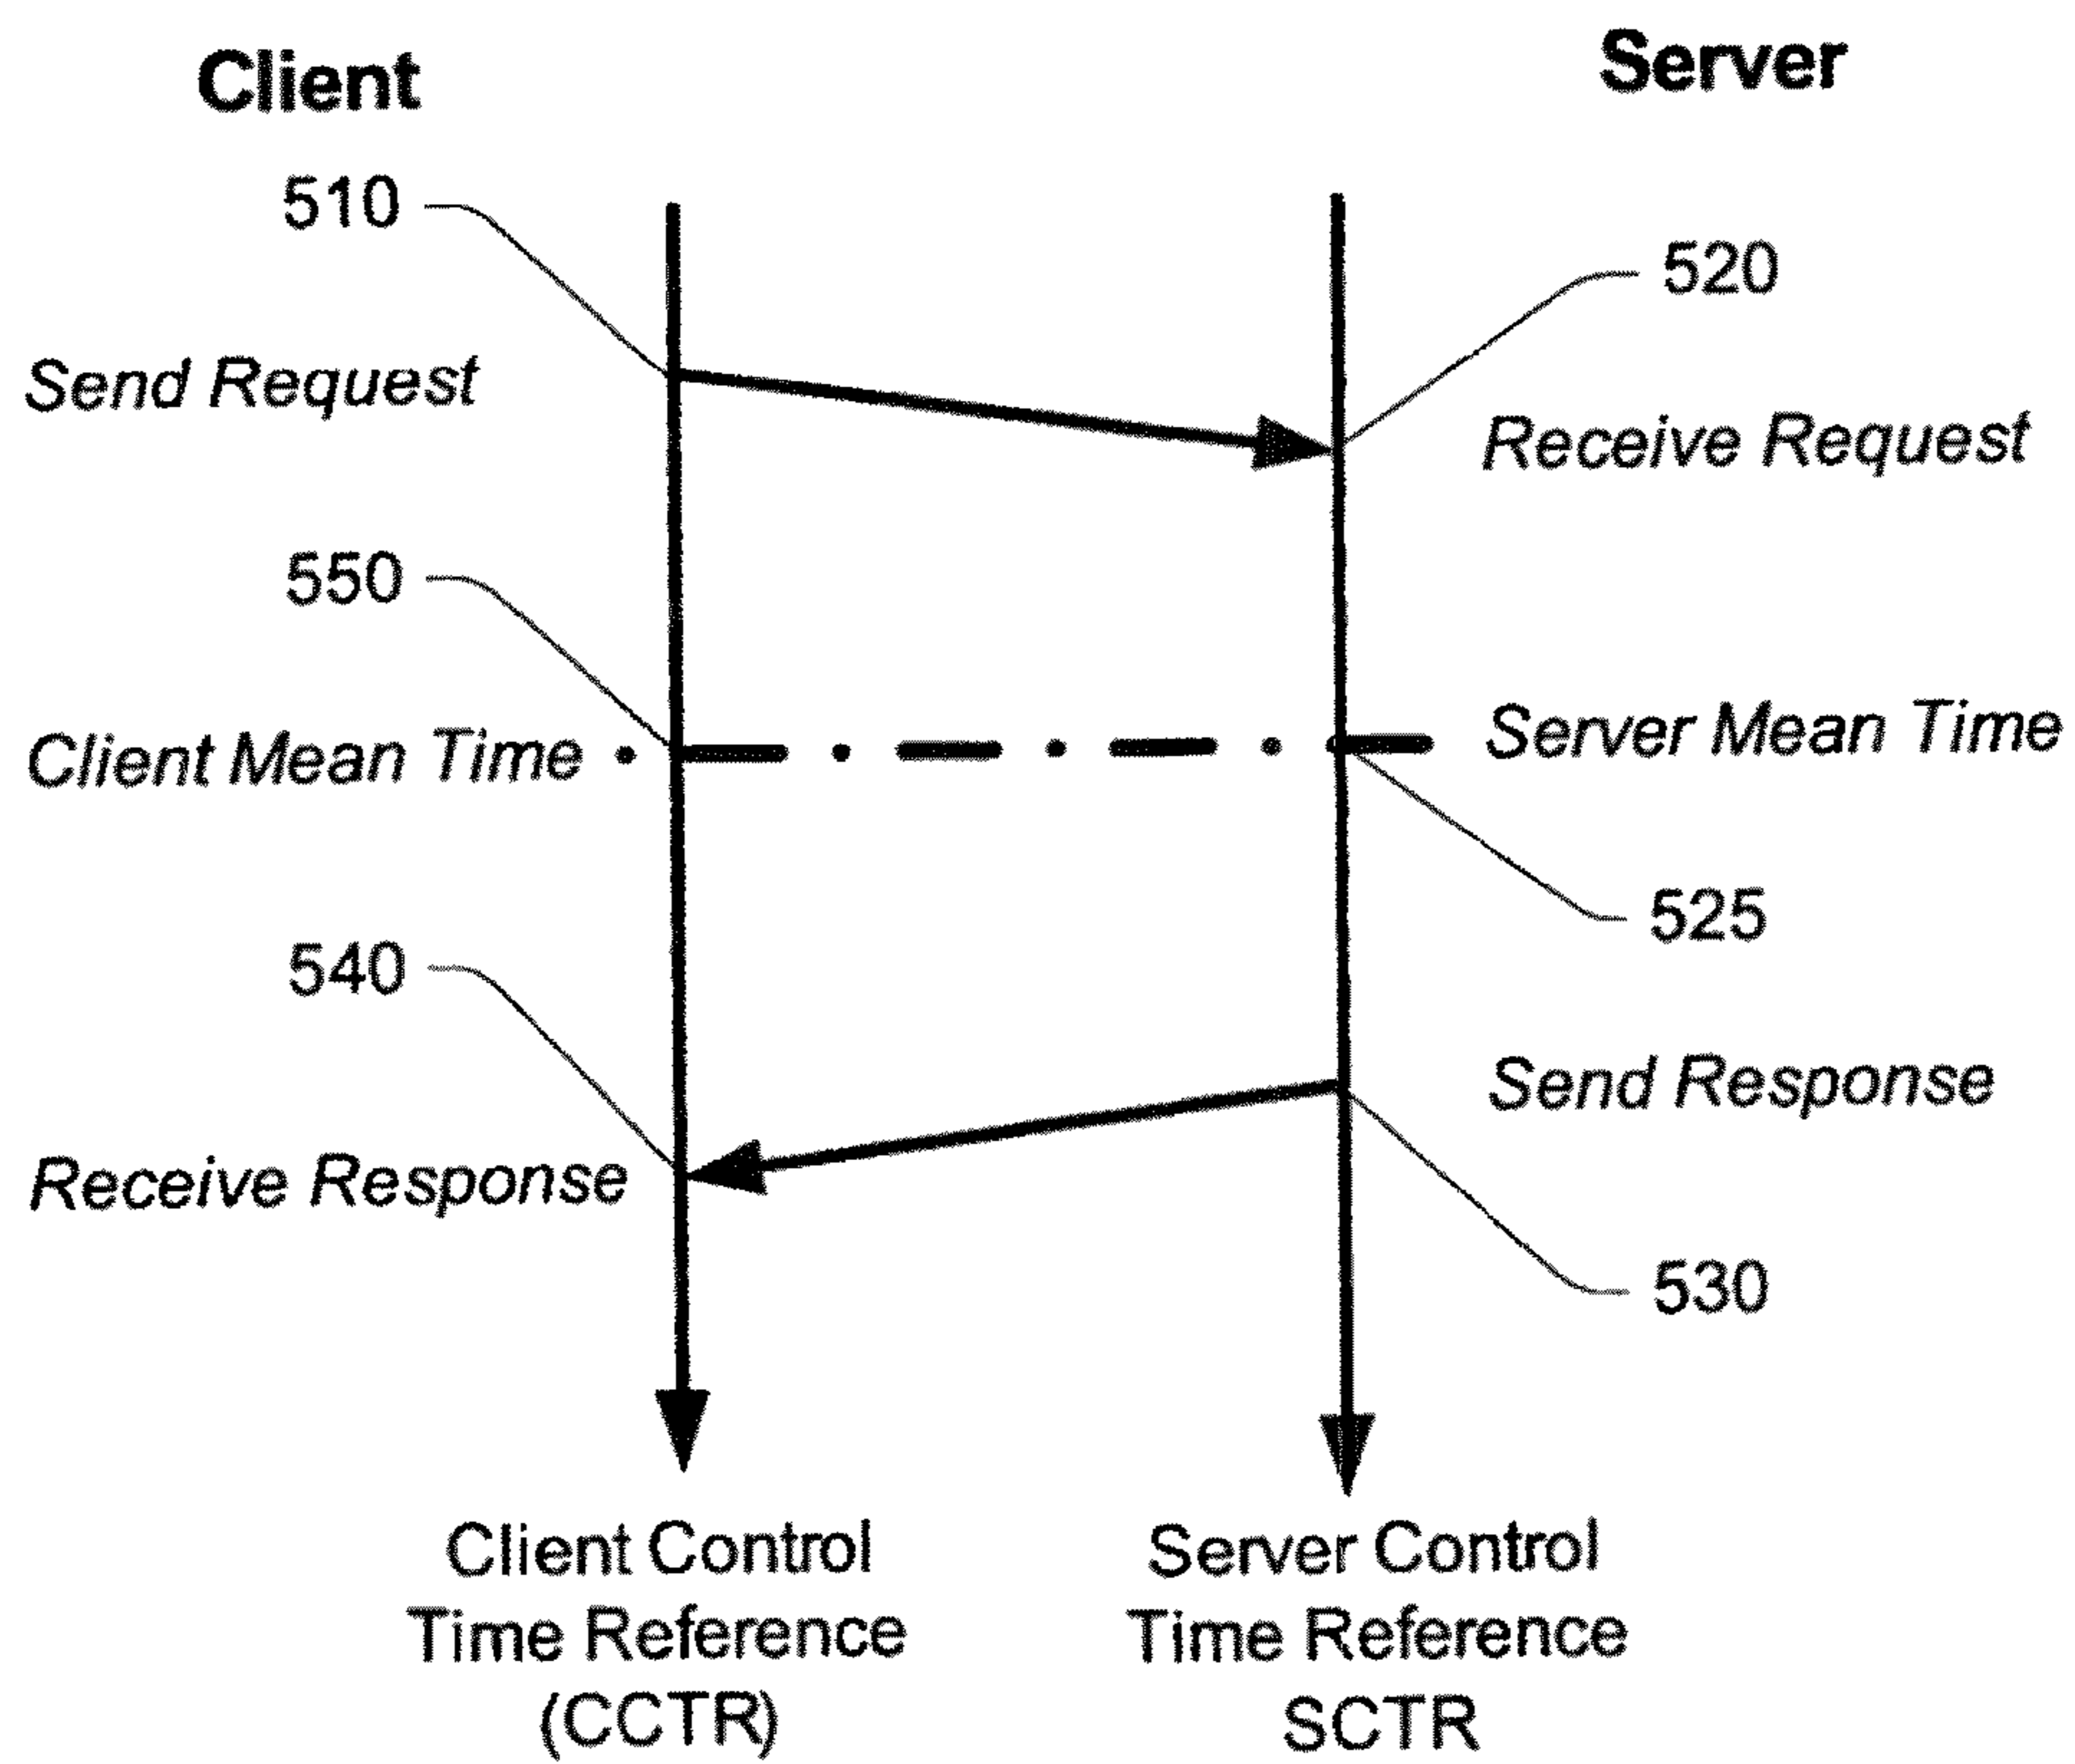 Client
Server
510
520
Send Request
Receive Request
550
Client Mean Time
Server Mean Time
525
540
Send Response
Receive Response
530
Client Control
Time Reference
(CCTR)
Server Control
Time Reference
SCTR